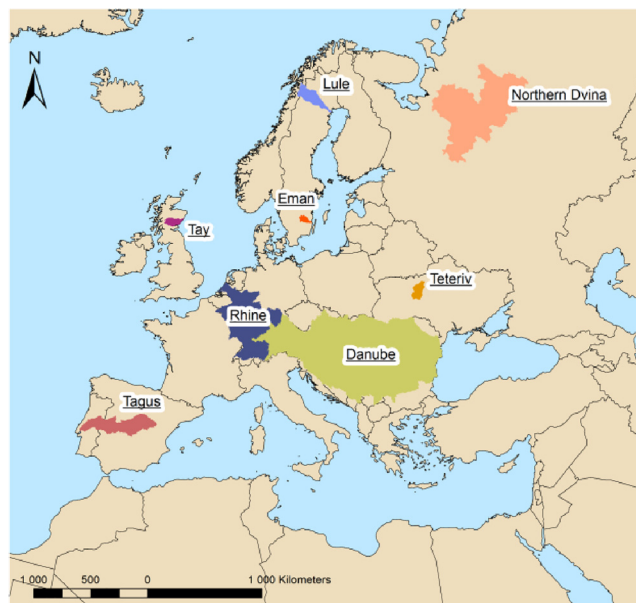 N
Lule
Northern Dvina
Eman
Tay
Teteriv
Rhine
Danube
Tagus
1 000 500 0 1 000 Kilometers